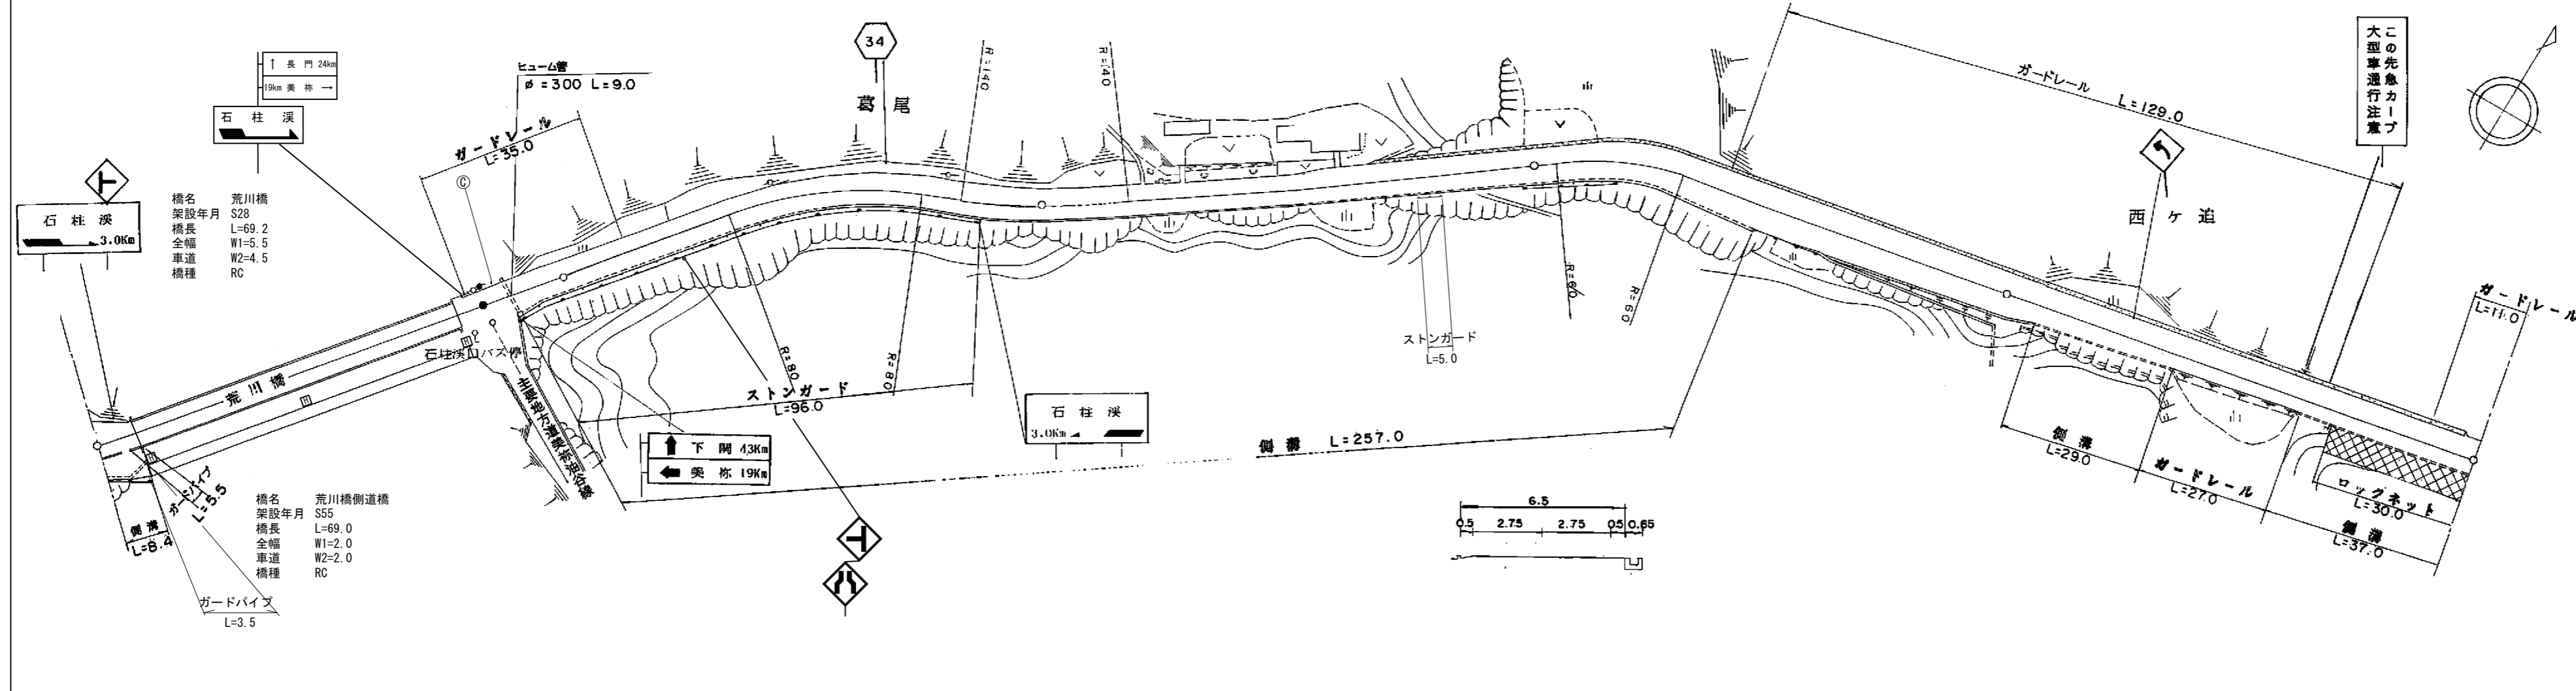 ↑ 長門 24km
19km 美祢 →
石柱渓
石柱渓
3.0Km
橋名 荒川橋
架設年月 S28
橋長 L=69.2
全幅 W1=5.5
車道 W2=4.5
橋種 RC
ヒューム管
ø=300 L=9.0
ガードレール
L=35.0
Ⓒ
34
葛尾
R=140
R=140
ガードレール L=129.0
この先急カーブ
大型車通行注意
西ヶ迫
ガードレール
L=11.0
荒川橋
H
H
H
石柱渓口バス停
主要地方道美祢油谷線
R=80
R=80
ストンガード
L=96.0
ストンガード
L=5.0
R=60
R=60
石柱渓
3.0Km
下関 43Km
美祢 19Km
側溝 L=257.0
側溝
L=29.0
ガードレール
L=27.0
ロックネット
L=30.0
側溝
L=37.0
ガードパイプ
L=5.5
側溝
L=8.4
橋名 荒川橋側道橋
架設年月 S55
橋長 L=69.0
全幅 W1=2.0
車道 W2=2.0
橋種 RC
ガードパイプ
L=3.5
6.5
0.5 2.75 2.75 0.5 0.65